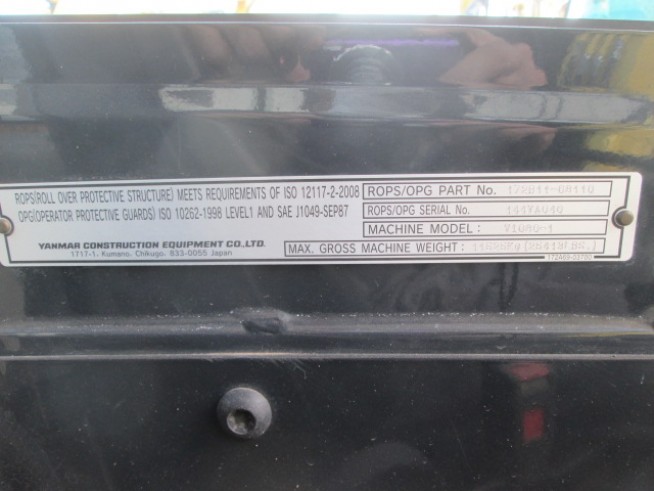 ROPS(ROLL OVER PROTECTIVE STRUCTURE) MEETS REQUIREMENTS OF ISO 12117-2-2008
OPG(OPERATOR PROTECTIVE GUARDS) ISO 10262-1998 LEVEL1 AND SAE J1049-SEP87
YANMAR CONSTRUCTION EQUIPMENT CO.,LTD.
1717-1, Kumano, Chikugo, 833-0055 Japan
ROPS/OPG PART No.
ROPS/OPG SERIAL No.
MACHINE MODEL :
MAX. GROSS MACHINE WEIGHT :